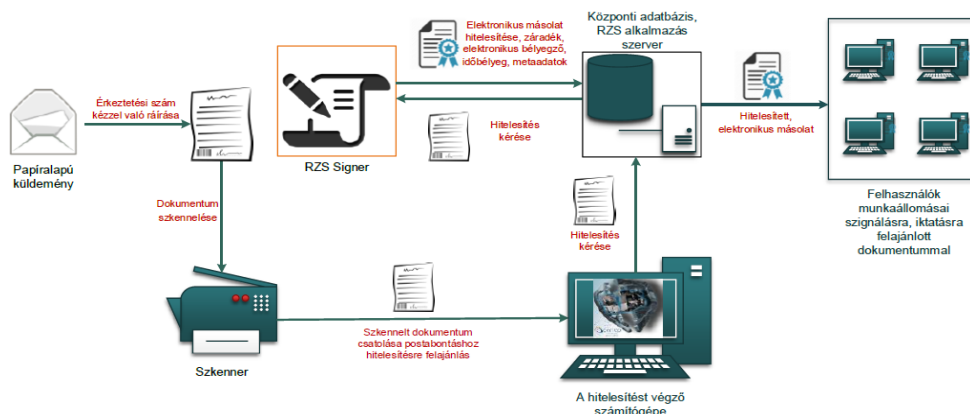 Elektronikus másolat
hitelesítése, záradék,
elektronikus bélyegző,
időbélyeg, metaadatok
Központi adatbázis,
RZS alkalmazás
szerver
Érkeztetési szám
kézzel való ráírása
Papíralapú
küldemény
RZS Signer
Hitelesítés
kérése
Hitelesített,
elektronikus másolat
Felhasználók
munkaállomásai
szignálásra, iktatásra
felajánlott
dokumentummal
Dokumentum
szkennelése
Hitelesítés
kérése
Szkennelt dokumentum
csatolása postabontáshoz
hitelesítésre felajánlás
Szkenner
A hitelesítést végző
számítógépe